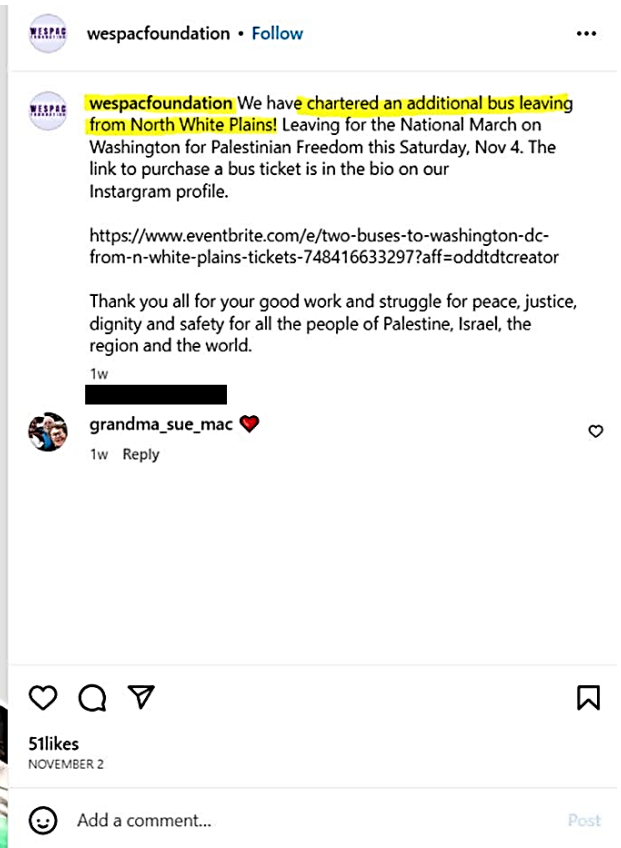 WESPAC
FOUNDATION
wespacfoundation • Follow
WESPAC
FOUNDATION
wespacfoundation We have chartered an additional bus leaving
from North White Plains! Leaving for the National March on
Washington for Palestinian Freedom this Saturday, Nov 4. The
link to purchase a bus ticket is in the bio on our
Instargram profile.
https://www.eventbrite.com/e/two-buses-to-washington-dc-
from-n-white-plains-tickets-748416633297?aff=oddtdtcreator
Thank you all for your good work and struggle for peace, justice,
dignity and safety for all the people of Palestine, Israel, the
region and the world.
1w
grandma_sue_mac ❤
1w Reply
51likes
NOVEMBER 2
Add a comment...
Post